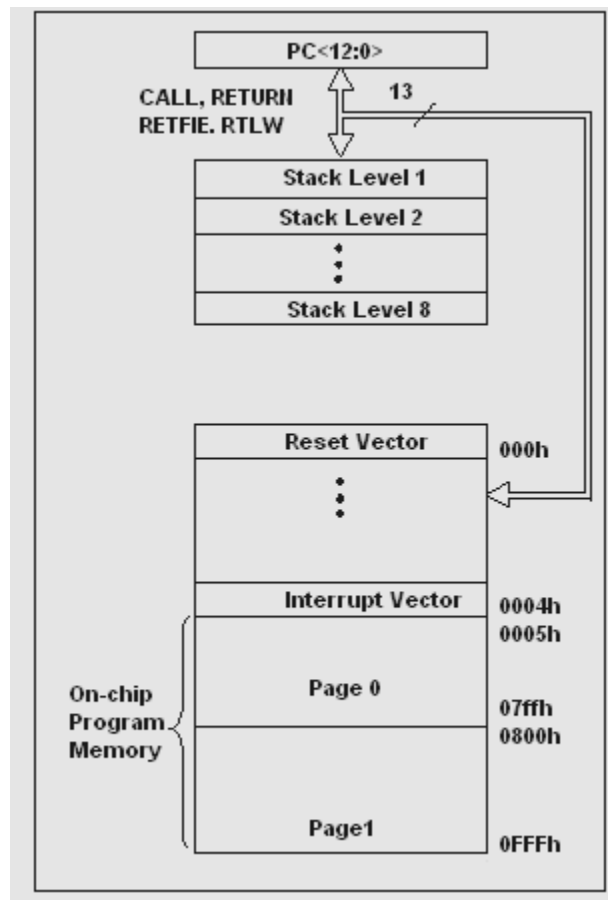 PC<12:0>
CALL, RETURN
RETFIE. RTLW
13
Stack Level 1
Stack Level 2
Stack Level 8
Reset Vector
000h
Interrupt Vector
0004h
0005h
Page 0
On-chip
Program
Memory
07ffh
0800h
Page1
0FFFh